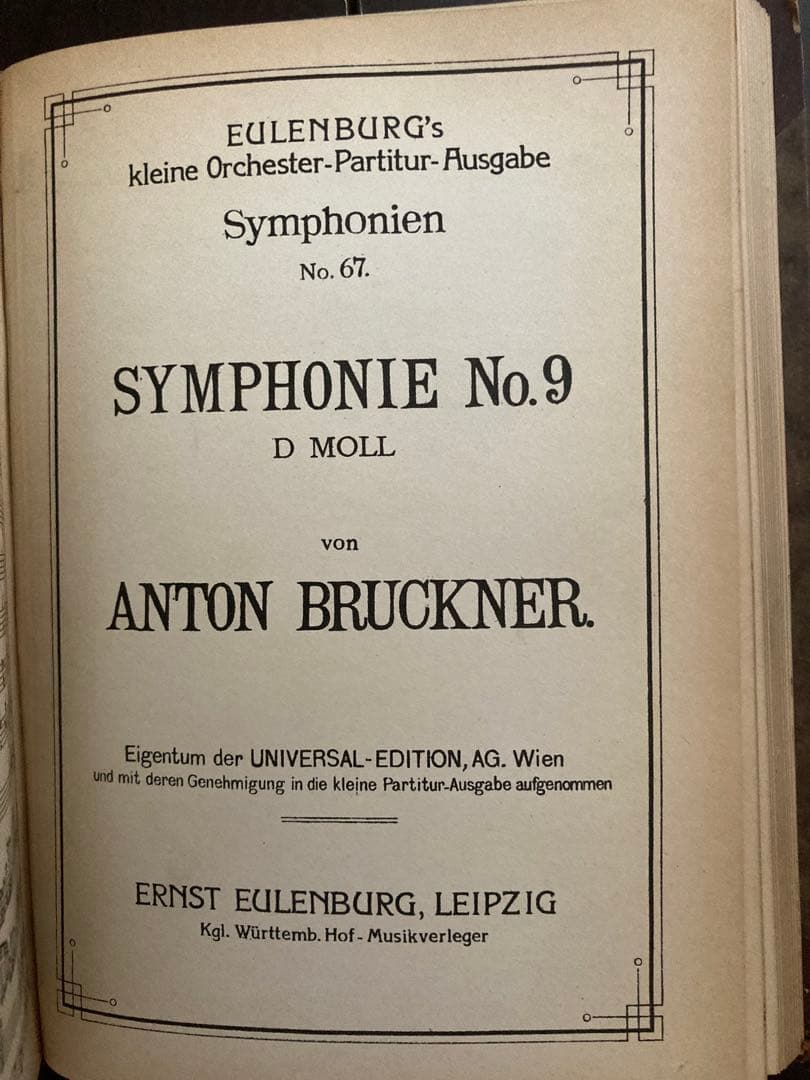 EULENBURG's
kleine Orchester-Partitur-Ausgabe
Symphonien
No. 67.
SYMPHONIE No. 9
D MOLL
von
ANTON BRUCKNER.
Eigentum der UNIVERSAL-EDITION, AG. Wien
und mit deren Genehmigung in die kleine Partitur-Ausgabe aufgenommen
ERNST EULENBURG, LEIPZIG
Kgl. Württemb. Hof-Musikverleger